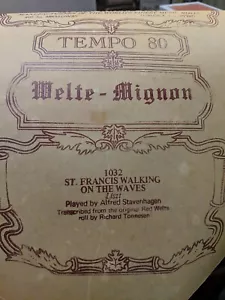 TEMPO 80
Welte-Mignon
1032
ST. FRANCIS WALKING
ON THE WAVES
Liszt
Played by Alfred Stavenhagen
Transcribed from the original Red Welte
roll by Richard Tonnesen